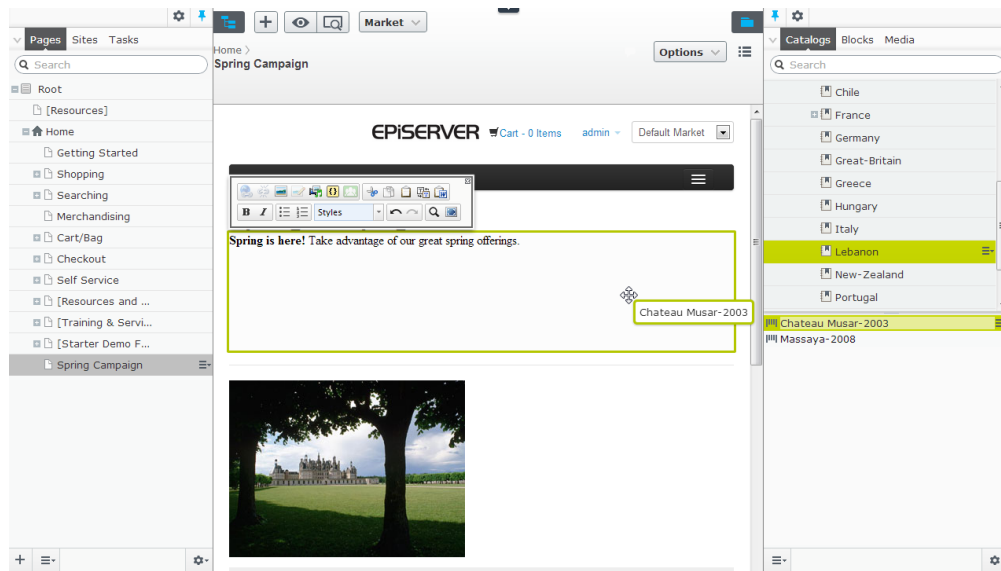 Market
Pages Sites Tasks
Search
Root
[Resources]
Home
Getting Started
Shopping
Searching
Merchandising
Cart/Bag
Checkout
Self Service
[Resources and ...
[Training & Servi...
[Starter Demo F...
Spring Campaign
Home >
Spring Campaign
Options
EPiSERVER Cart - 0 Items admin Default Market
B I Styles
Spring is here! Take advantage of our great spring offerings.
Chateau Musar-2003
Catalogs Blocks Media
Search
Chile
France
Germany
Great-Britain
Greece
Hungary
Italy
Lebanon
New-Zealand
Portugal
Chateau Musar-2003
Massaya-2008